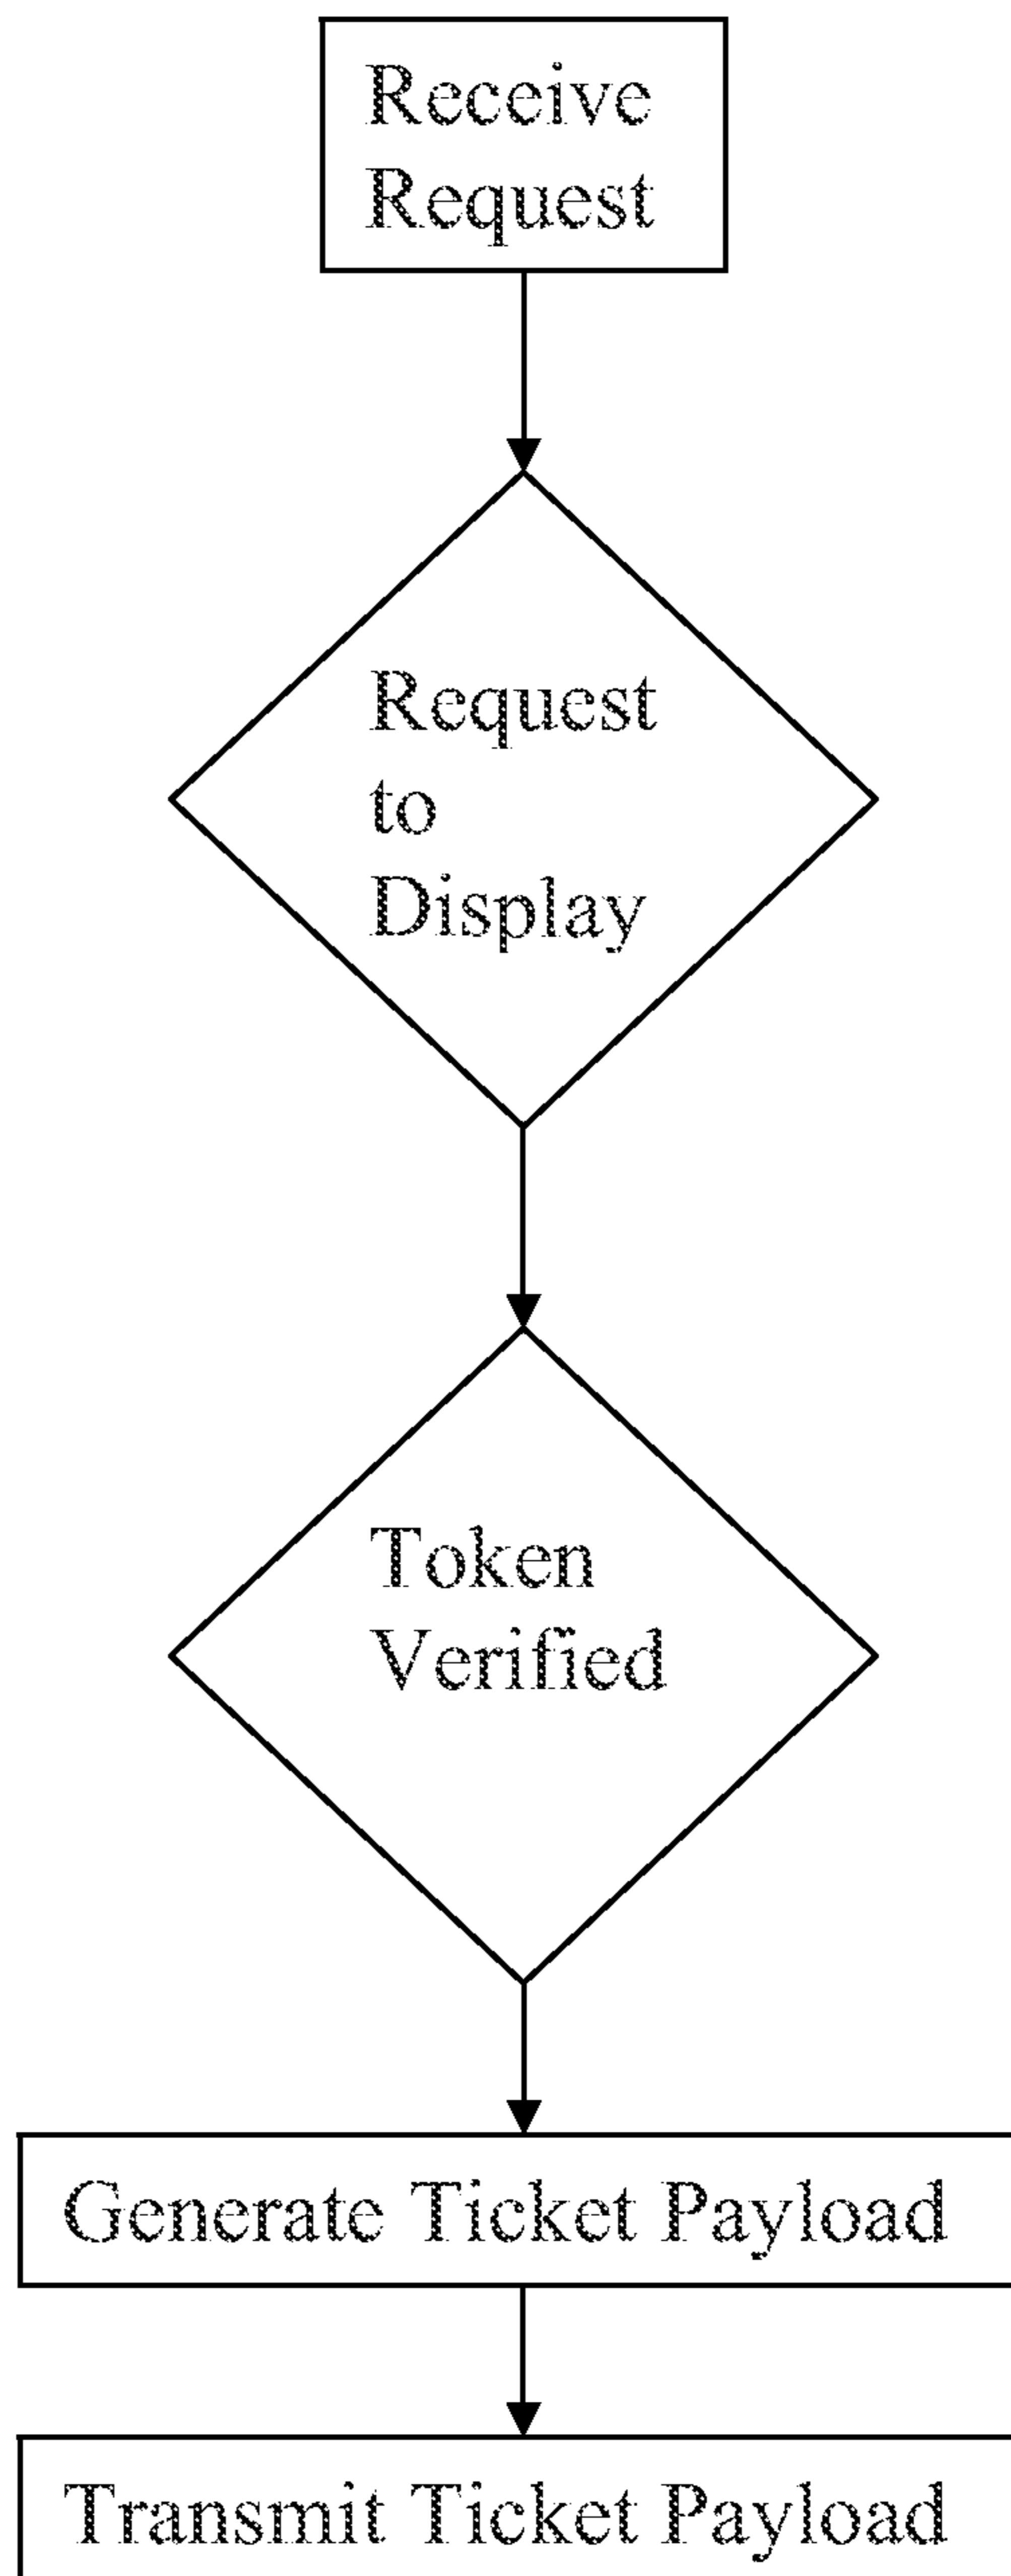 Receive
Request
Request
to
Display
Token
Verified
Generate Ticket Payload
Transmit Ticket Payload